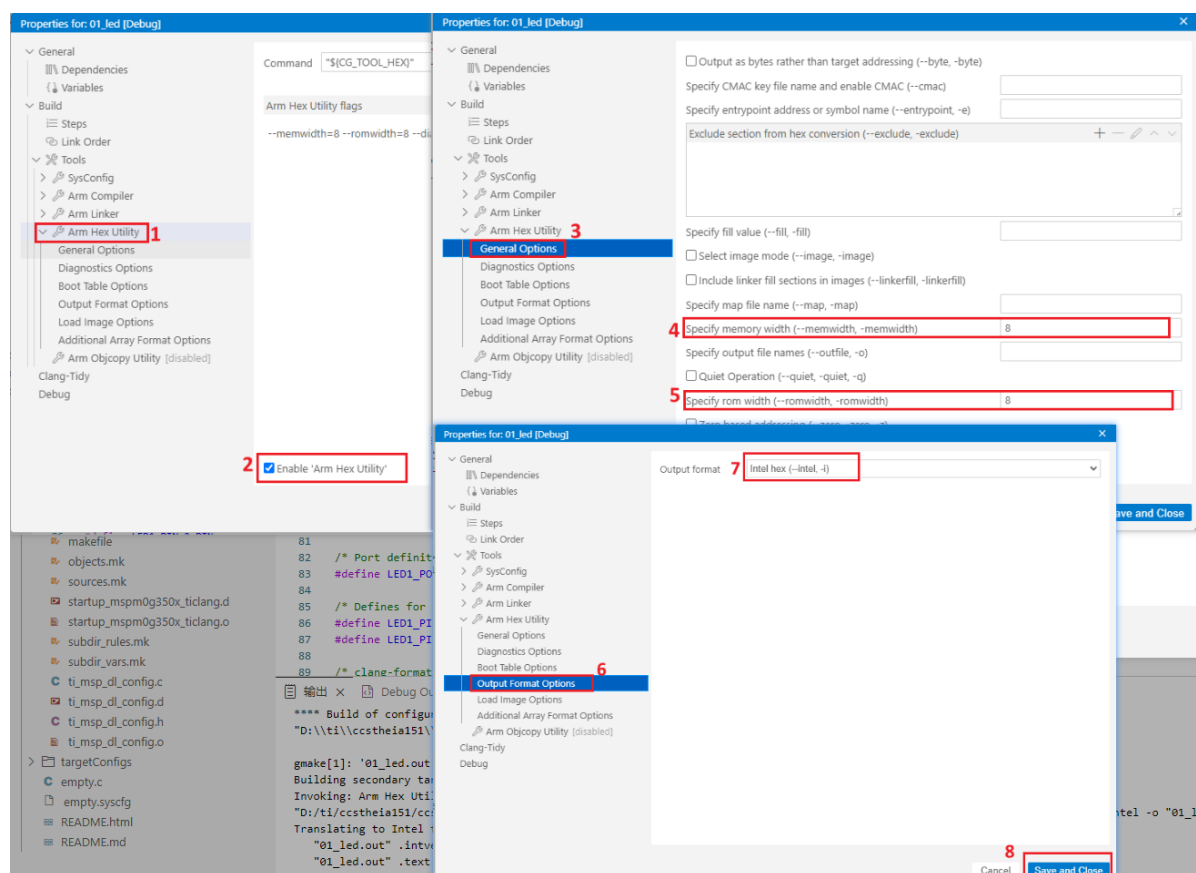 Properties for: 01_led [Debug]
General
Dependencies
Variables
Build
Steps
Link Order
Tools
SysConfig
Arm Compiler
Arm Linker
Arm Hex Utility 1
General Options
Diagnostics Options
Boot Table Options
Output Format Options
Load Image Options
Additional Array Format Options
Arm Objcopy Utility [disabled]
Clang-Tidy
Debug
Command "${CG_TOOL_HEX}"
Arm Hex Utility flags
--memwidth=8 --romwidth=8
2 Enable 'Arm Hex Utility'
Properties for: 01_led [Debug]
General
Dependencies
Variables
Build
Steps
Link Order
Tools
SysConfig
Arm Compiler
Arm Linker
Arm Hex Utility 3
General Options
Diagnostics Options
Boot Table Options
Output Format Options
Load Image Options
Additional Array Format Options
Arm Objcopy Utility [disabled]
Clang-Tidy
Debug
Output as bytes rather than target addressing (--byte, -byte)
Specify CMAC key file name and enable CMAC (--cmac)
Specify entrypoint address or symbol name (--entrypoint, -e)
Exclude section from hex conversion (--exclude, -exclude)
Specify fill value (--fill, -fill)
Select image mode (--image, -image)
Include linker fill sections in images (--linkerfill, -linkerfill)
Specify map file name (--map, -map)
4 Specify memory width (--memwidth, -memwidth) 8
Specify output file names (--outfile, -o)
Quiet Operation (--quiet, -quiet, -q)
5 Specify rom width (--romwidth, -romwidth) 8
ave and Close
Properties for: 01_led [Debug]
General
Dependencies
Variables
Build
Steps
Link Order
Tools
SysConfig
Arm Compiler
Arm Linker
Arm Hex Utility
General Options
Diagnostics Options
Boot Table Options 6
Output Format Options
Load Image Options
Additional Array Format Options
Arm Objcopy Utility [disabled]
Clang-Tidy
Debug
Output format 7 Intel hex (--intel, -i)
8
Cancel Save and Close
makefile
objects.mk
sources.mk
startup_mspm0g350x_ticlang.d
startup_mspm0g350x_ticlang.o
subdir_rules.mk
subdir_vars.mk
ti_msp_dl_config.c
ti_msp_dl_config.d
ti_msp_dl_config.h
ti_msp_dl_config.o
targetConfigs
empty.c
empty.syscfg
README.html
README.md
81
82 /* Port definit
83 #define LED1_PO
84
85 /* Defines for
86 #define LED1_PI
87 #define LED1_PI
88
89 /* clang-format
输出 Debug Ou
**** Build of configu
"D:\\ti\\ccstheia151\\
gmake[1]: '01_led.out
Building secondary ta
Invoking: Arm Hex Uti
"D:/ti/ccstheia151/cc
tel -o "01_l
Translating to Intel
"01_led.out" .intv
"01_led.out" .text